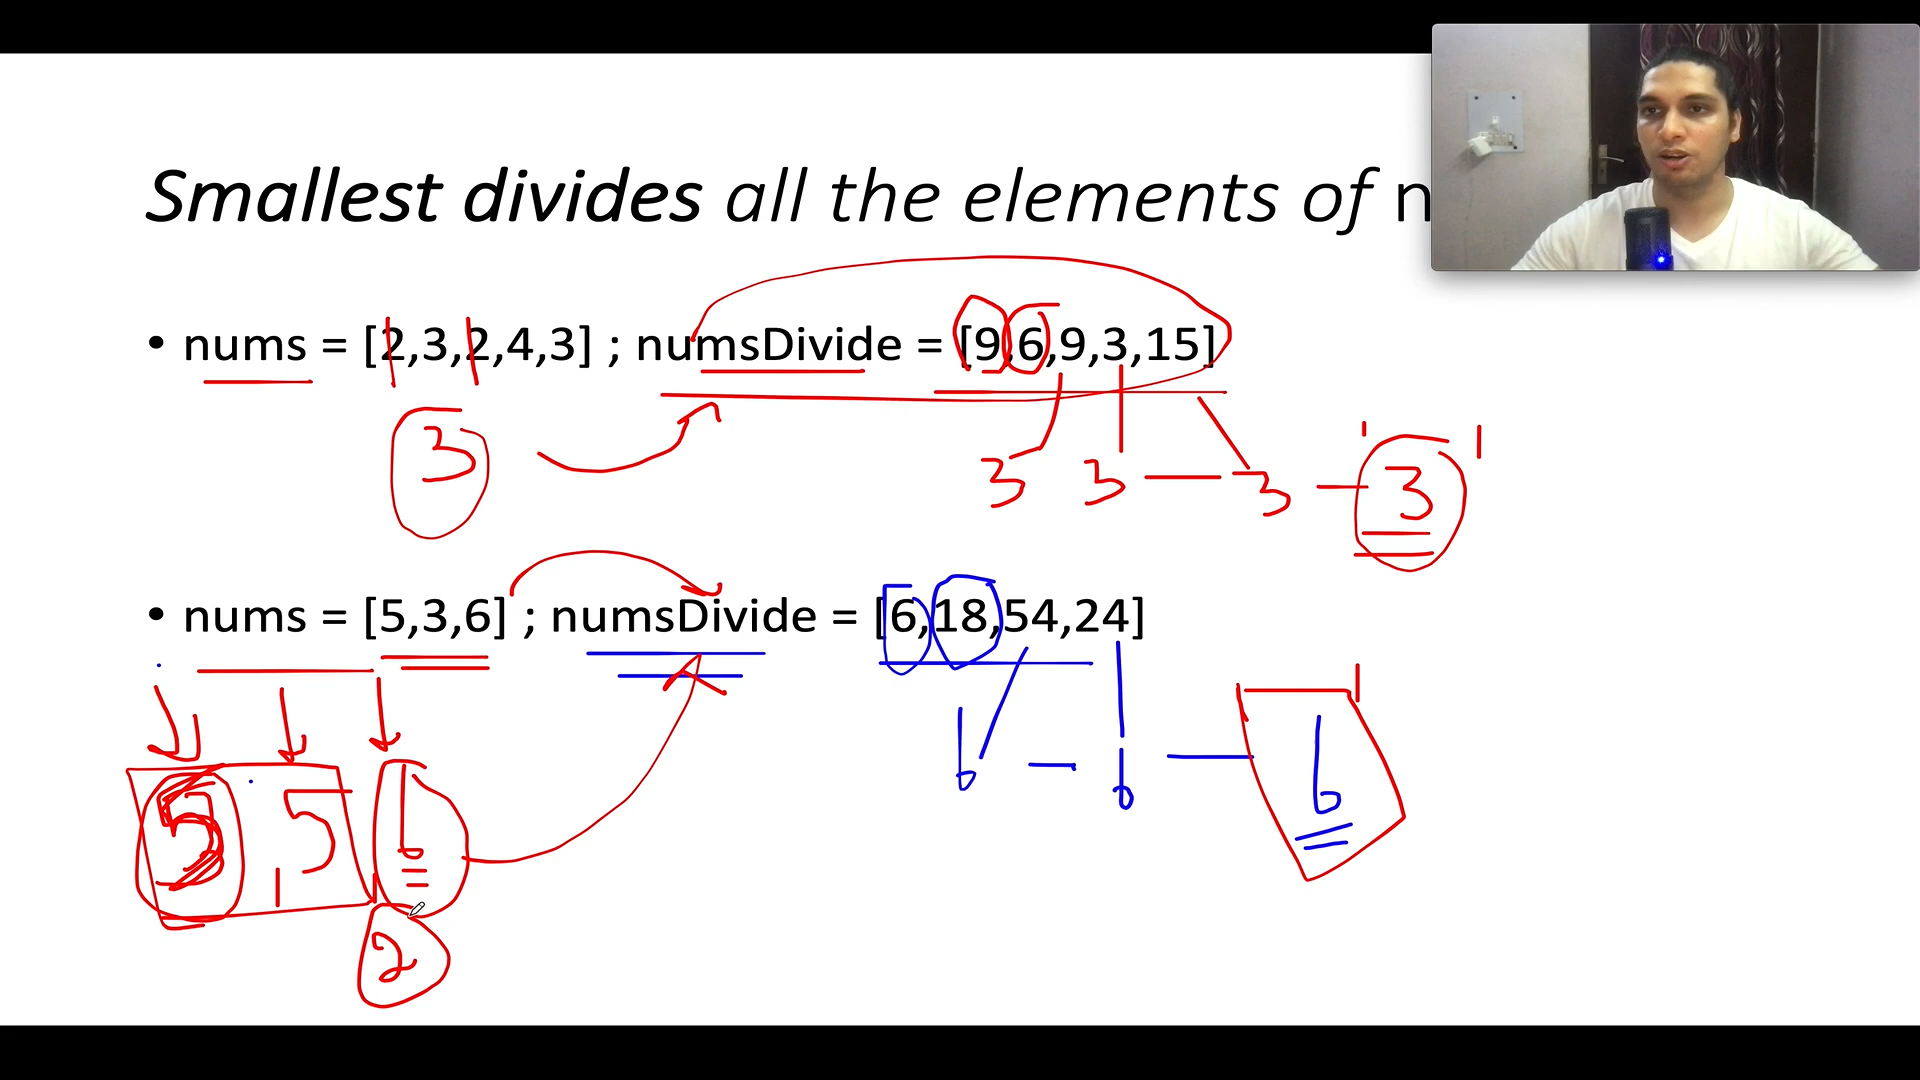 Smallest divides all the elements of n
• nums = [2,3,2,4,3] ; numsDivide = [9,6,9,3,15]
3
3 3 — 3 — 3
• nums = [5,3,6] ; numsDivide = [6,18,54,24]
6 — 6 — 6
5 , 5 , 6
2